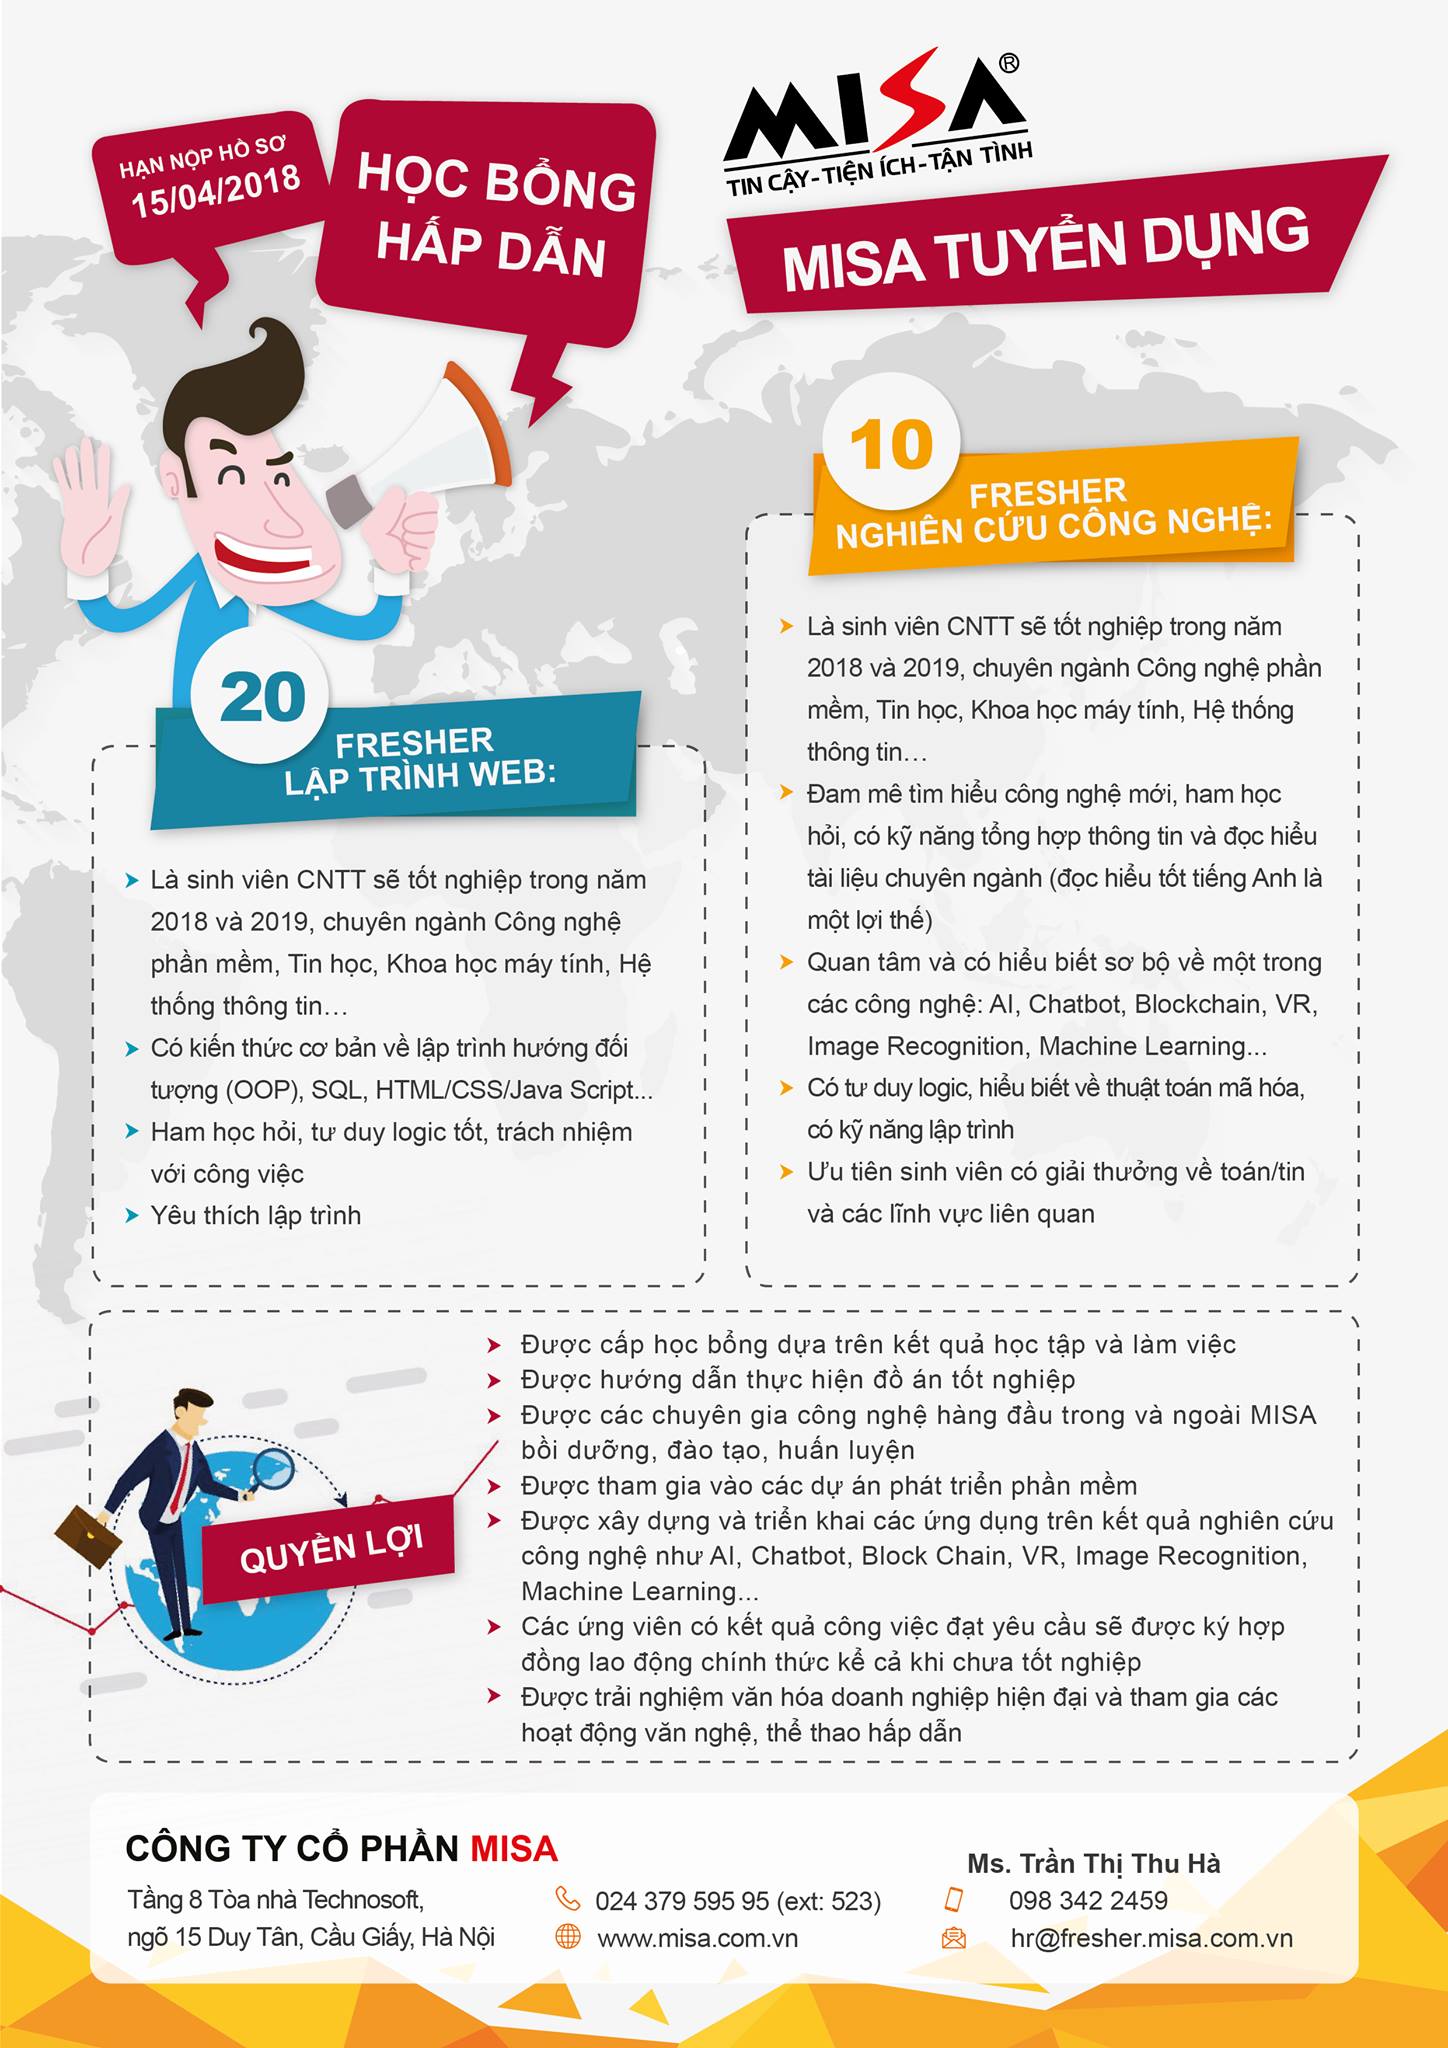 HẠN NỘP HỒ SƠ
15/04/2018
HỌC BỔNG
HẤP DẪN
MISA®
TIN CẬY-TIỆN ÍCH-TẬN TÌNH
MISA TUYỂN DỤNG
20
FRESHER
LẬP TRÌNH WEB:
Là sinh viên CNTT sẽ tốt nghiệp trong năm
2018 và 2019, chuyên ngành Công nghệ
phần mềm, Tin học, Khoa học máy tính, Hệ
thống thông tin...
Có kiến thức cơ bản về lập trình hướng đối
tượng (OOP), SQL, HTML/CSS/Java Script...
Ham học hỏi, tư duy logic tốt, trách nhiệm
với công việc
Yêu thích lập trình
10
FRESHER
NGHIÊN CỨU CÔNG NGHỆ:
Là sinh viên CNTT sẽ tốt nghiệp trong năm
2018 và 2019, chuyên ngành Công nghệ phần
mềm, Tin học, Khoa học máy tính, Hệ thống
thông tin...
Đam mê tìm hiểu công nghệ mới, ham học
hỏi, có kỹ năng tổng hợp thông tin và đọc hiểu
tài liệu chuyên ngành (đọc hiểu tốt tiếng Anh là
một lợi thế)
Quan tâm và có hiểu biết sơ bộ về một trong
các công nghệ: AI, Chatbot, Blockchain, VR,
Image Recognition, Machine Learning...
Có tư duy logic, hiểu biết về thuật toán mã hóa,
có kỹ năng lập trình
Ưu tiên sinh viên có giải thưởng về toán/tin
và các lĩnh vực liên quan
QUYỀN LỢI
Được cấp học bổng dựa trên kết quả học tập và làm việc
Được hướng dẫn thực hiện đồ án tốt nghiệp
Được các chuyên gia công nghệ hàng đầu trong và ngoài MISA
bồi dưỡng, đào tạo, huấn luyện
Được tham gia vào các dự án phát triển phần mềm
Được xây dựng và triển khai các ứng dụng trên kết quả nghiên cứu
công nghệ như AI, Chatbot, Block Chain, VR, Image Recognition,
Machine Learning...
Các ứng viên có kết quả công việc đạt yêu cầu sẽ được ký hợp
đồng lao động chính thức kể cả khi chưa tốt nghiệp
Được trải nghiệm văn hóa doanh nghiệp hiện đại và tham gia các
hoạt động văn nghệ, thể thao hấp dẫn
CÔNG TY CỔ PHẦN MISA
Tầng 8 Tòa nhà Technosoft,
ngõ 15 Duy Tân, Cầu Giấy, Hà Nội
024 379 595 95 (ext: 523)
www.misa.com.vn
Ms. Trần Thị Thu Hà
098 342 2459
hr@fresher.misa.com.vn